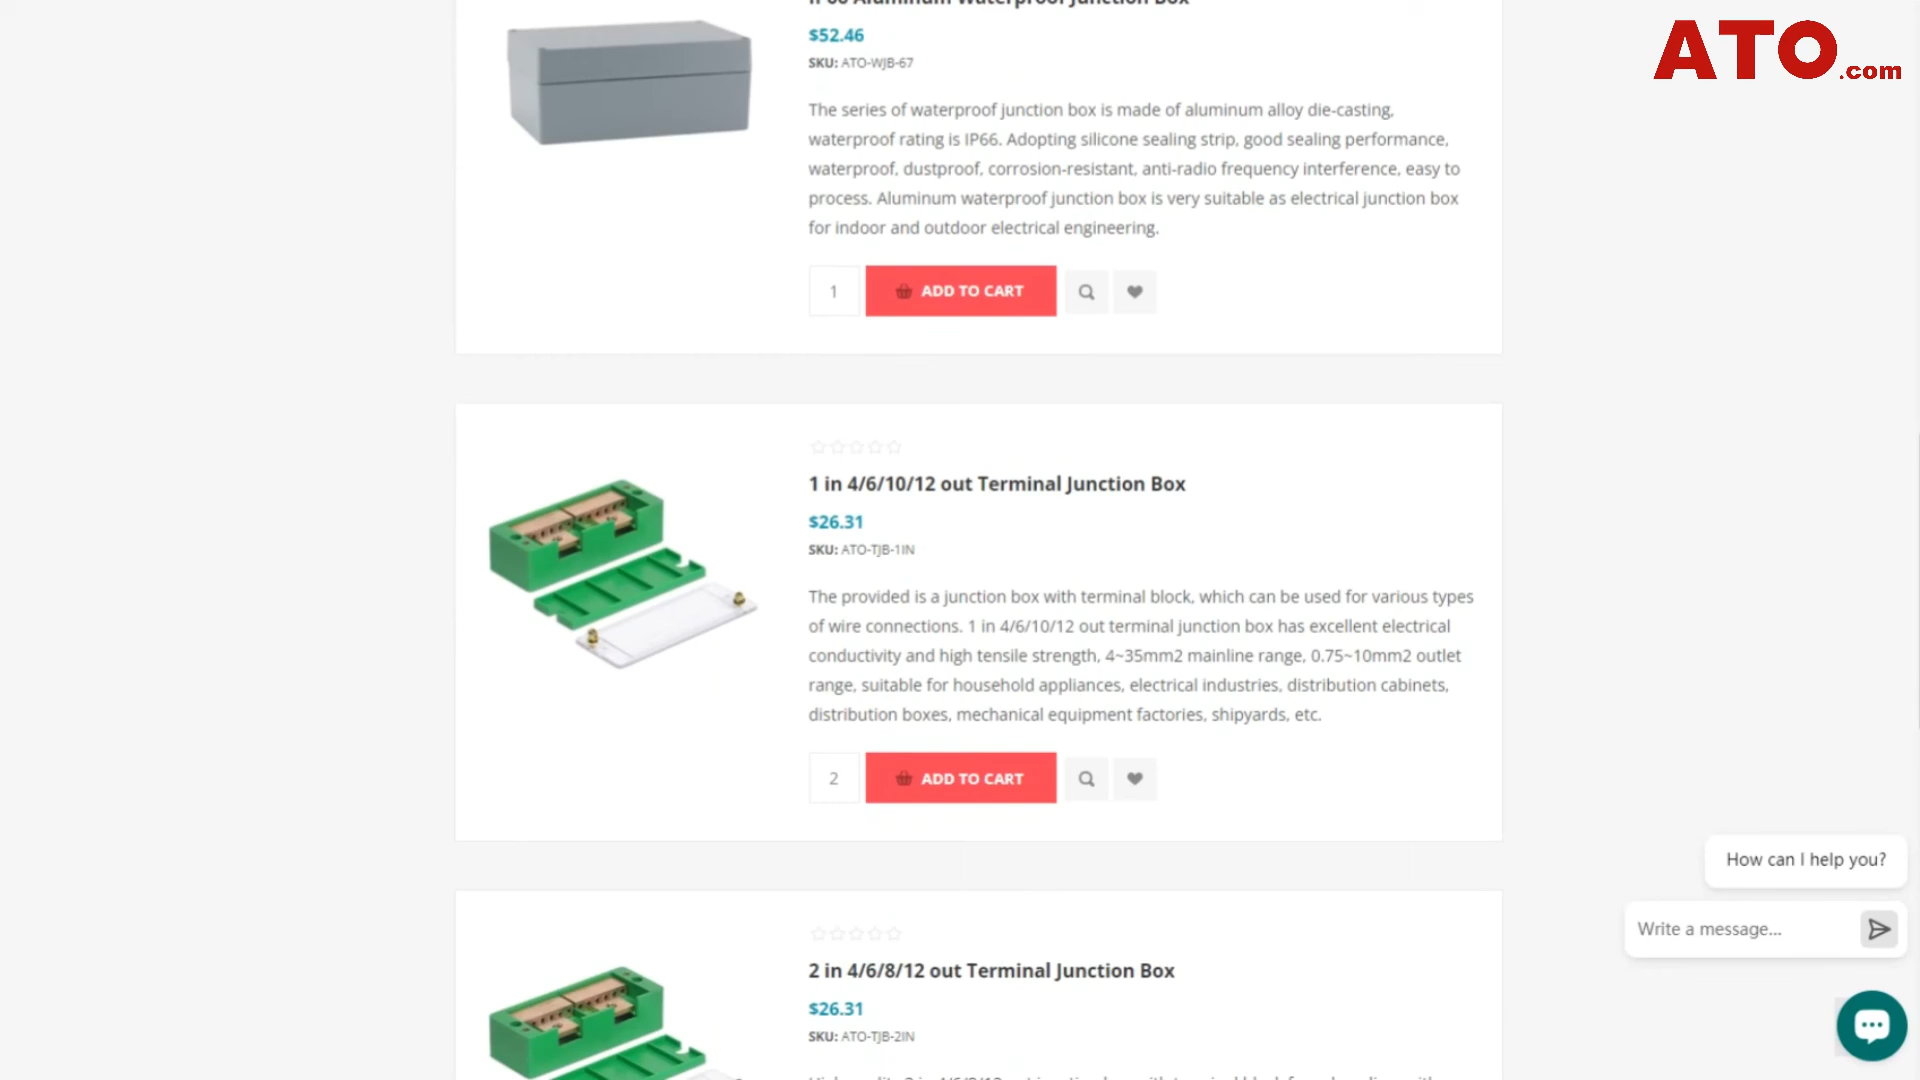 IP66 Aluminum Waterproof Junction Box
$52.46
SKU: ATO-WJB-67
The series of waterproof junction box is made of aluminum alloy die-casting,
waterproof rating is IP66. Adopting silicone sealing strip, good sealing performance,
waterproof, dustproof, corrosion-resistant, anti-radio frequency interference, easy to
process. Aluminum waterproof junction box is very suitable as electrical junction box
for indoor and outdoor electrical engineering.
1 ADD TO CART
ATO.com
1 in 4/6/10/12 out Terminal Junction Box
$26.31
SKU: ATO-TJB-1IN
The provided is a junction box with terminal block, which can be used for various types
of wire connections. 1 in 4/6/10/12 out terminal junction box has excellent electrical
conductivity and high tensile strength, 4~35mm2 mainline range, 0.75~10mm2 outlet
range, suitable for household appliances, electrical industries, distribution cabinets,
distribution boxes, mechanical equipment factories, shipyards, etc.
2 ADD TO CART
2 in 4/6/8/12 out Terminal Junction Box
$26.31
SKU: ATO-TJB-2IN
How can I help you?
Write a message...